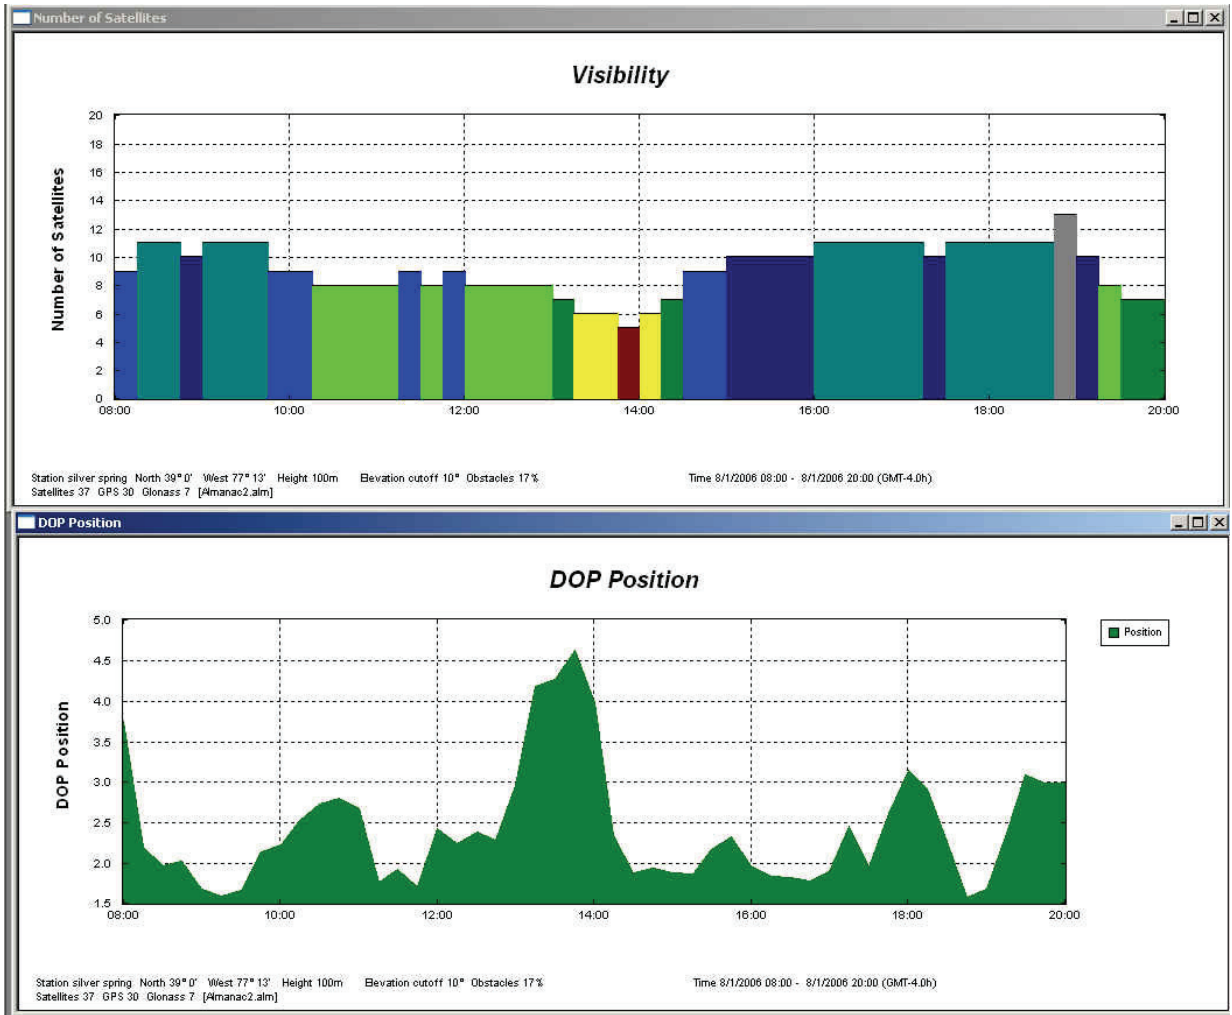 Number of Satellites
Visibility
Number of Satellites
20
18
16
14
12
10
8
6
4
2
0
08:00 10:00 12:00 14:00 16:00 18:00 20:00
Station silver spring North 39° 0' West 77° 13' Height 100m Elevation cutoff 10° Obstacles 17% Time 8/1/2006 08:00 - 8/1/2006 20:00 (GMT-4.0h)
Satellites 37 GPS 30 Glonass 7 [Almanac2.alm]
DOP Position
DOP Position
DOP Position
5.0
4.5
4.0
3.5
3.0
2.5
2.0
1.5
08:00 10:00 12:00 14:00 16:00 18:00 20:00
Position
Station silver spring North 39° 0' West 77° 13' Height 100m Elevation cutoff 10° Obstacles 17% Time 8/1/2006 08:00 - 8/1/2006 20:00 (GMT-4.0h)
Satellites 37 GPS 30 Glonass 7 [Almanac2.alm]